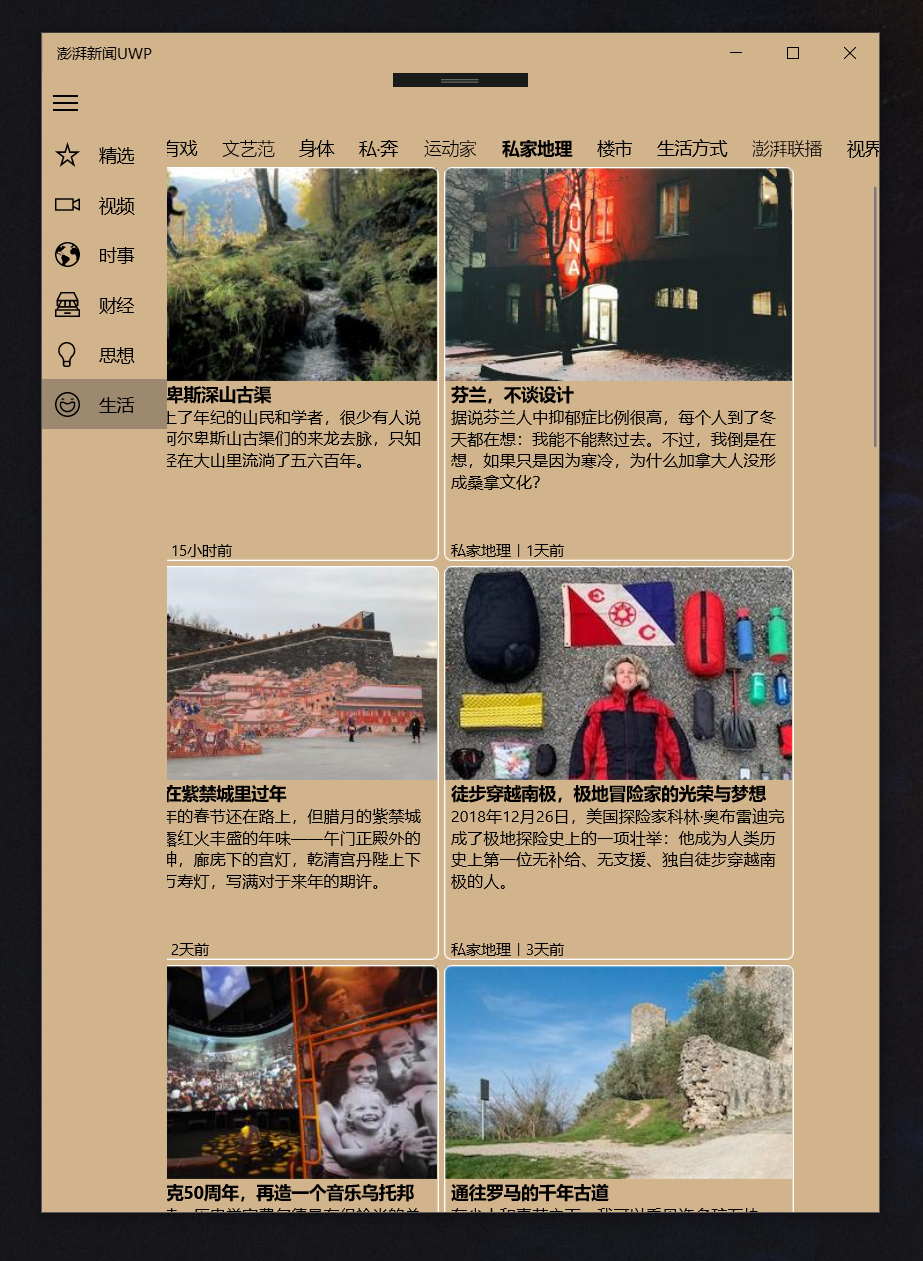 澎湃新闻UWP
有戏 文艺范 身体 私·奔 运动家 私家地理 楼市 生活方式 澎湃联播 视界
精选
视频
时事
财经
思想
生活
SAUNA
卑斯深山古渠
上了年纪的山民和学者，很少有人说
阿尔卑斯山古渠们的来龙去脉，只知
经在大山里流淌了五六百年。
15小时前
芬兰，不谈设计
据说芬兰人中抑郁症比例很高，每个人到了冬
天都在想：我能不能熬过去。不过，我倒是在
想，如果只是因为寒冷，为什么加拿大人没形
成桑拿文化？
私家地理 | 1天前
在紫禁城里过年
年的春节还在路上，但腊月的紫禁城
露红火丰盛的年味——午门正殿外的
神，廊庑下的宫灯，乾清宫丹陛上下
万寿灯，写满对于来年的期许。
2天前
徒步穿越南极，极地冒险家的光荣与梦想
2018年12月26日，美国探险家科林·奥布雷迪完
成了极地探险史上的一项壮举：他成为人类历
史上第一位无补给、无支援、独自徒步穿越南
极的人。
私家地理 | 3天前
克50周年，再造一个音乐乌托邦
通往罗马的千年古道